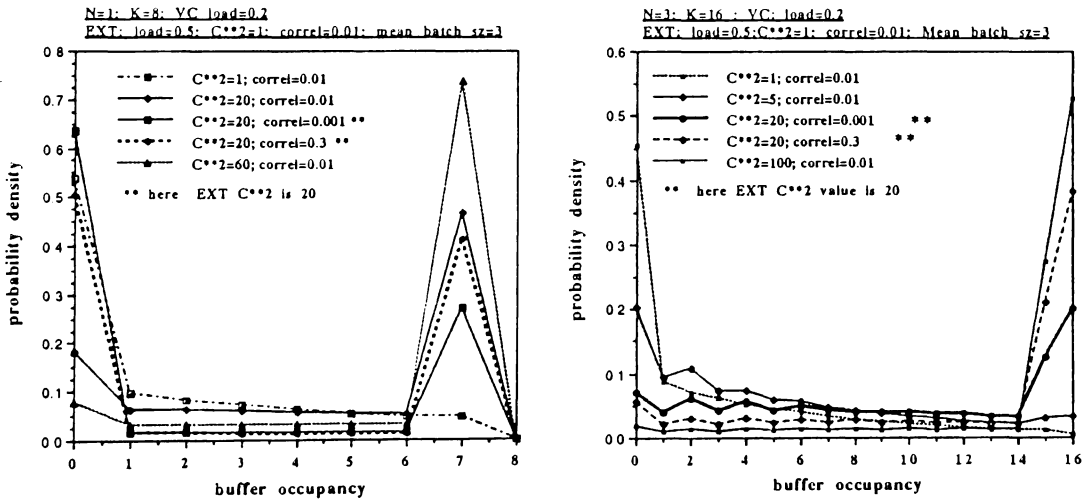 N=1; K=8; VC load=0.2
EXT: load=0.5; C**2=1; correl=0.01; mean batch sz=3
0.8
0.7
0.6
0.5
0.4
0.3
0.2
0.1
0.0
probability density
C**2=1; correl=0.01
C**2=20; correl=0.01
C**2=20; correl=0.001 **
C**2=20; correl=0.3 **
C**2=60; correl=0.01
** here EXT C**2 is 20
0 1 2 3 4 5 6 7 8
buffer occupancy
N=3; K=16 : VC; load=0.2
EXT: load=0.5;C**2=1; correl=0.01; Mean batch sz=3
0.6
0.5
0.4
0.3
0.2
0.1
0.0
probability density
C**2=1; correl=0.01
C**2=5; correl=0.01
C**2=20; correl=0.001 **
C**2=20; correl=0.3 **
C**2=100; correl=0.01
** here EXT C**2 value is 20
0 2 4 6 8 10 12 14 16
buffer occupancy